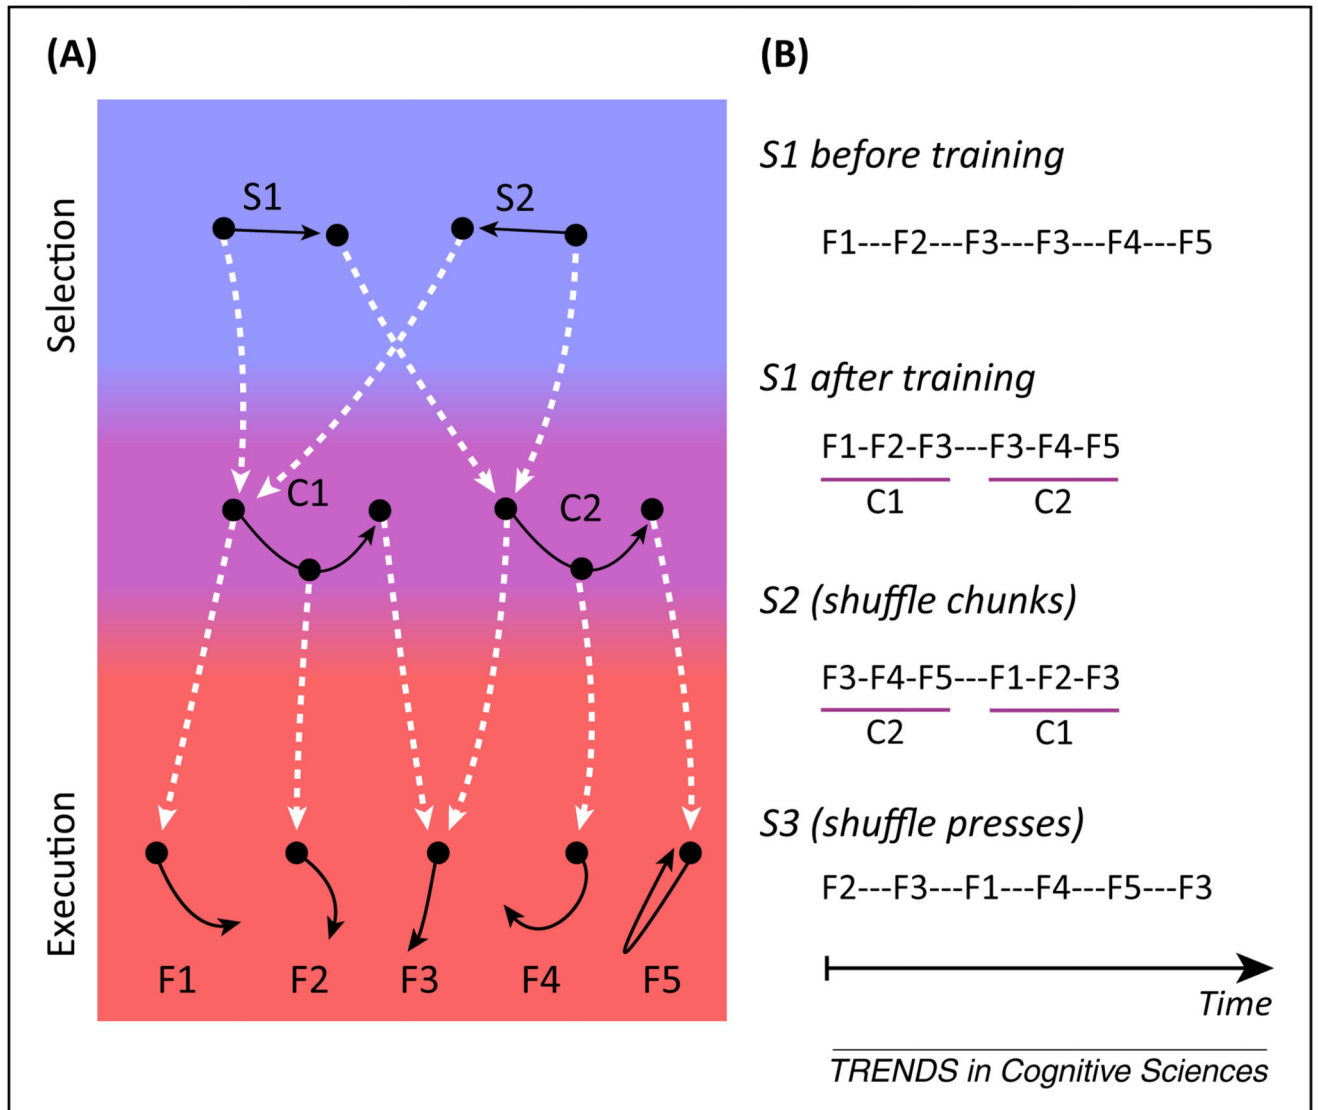 (A)
Selection
Execution
S1
S2
C1
C2
F1
F2
F3
F4
F5
(B)
S1 before training
F1---F2---F3---F3---F4---F5
S1 after training
F1-F2-F3---F3-F4-F5
C1
C2
S2 (shuffle chunks)
F3-F4-F5---F1-F2-F3
C2
C1
S3 (shuffle presses)
F2---F3---F1---F4---F5---F3
Time
TRENDS in Cognitive Sciences